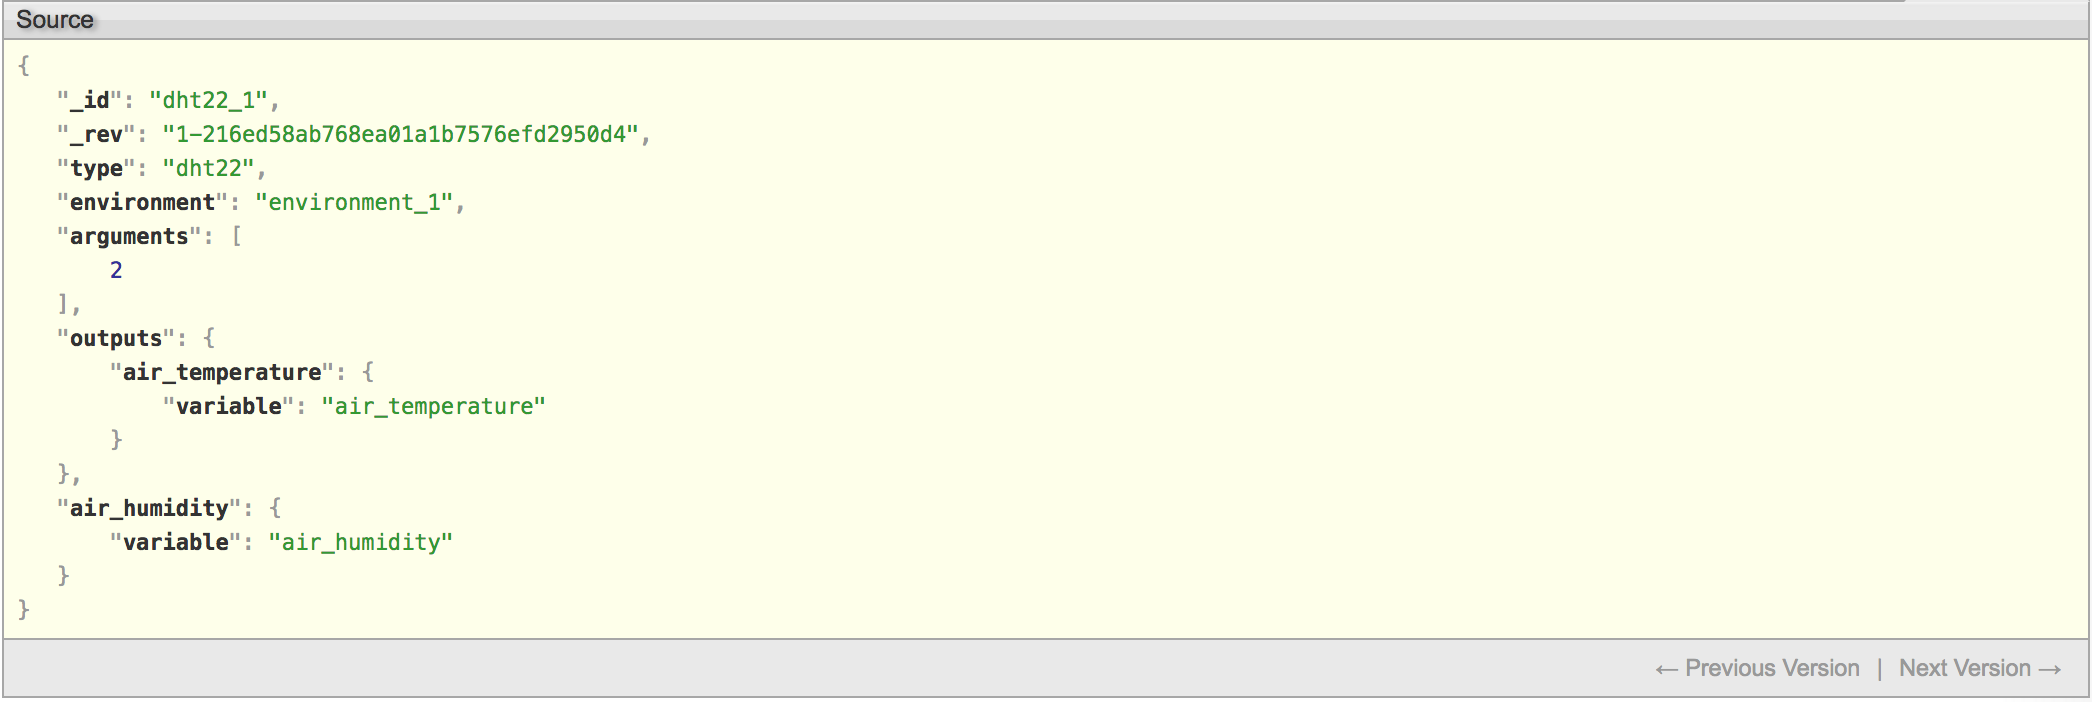 Source
{
"_id": "dht22_1",
"_rev": "1-216ed58ab768ea01a1b7576efd2950d4",
"type": "dht22",
"environment": "environment_1",
"arguments": [
2
],
"outputs": {
"air_temperature": {
"variable": "air_temperature"
}
},
"air_humidity": {
"variable": "air_humidity"
}
}
← Previous Version | Next Version →